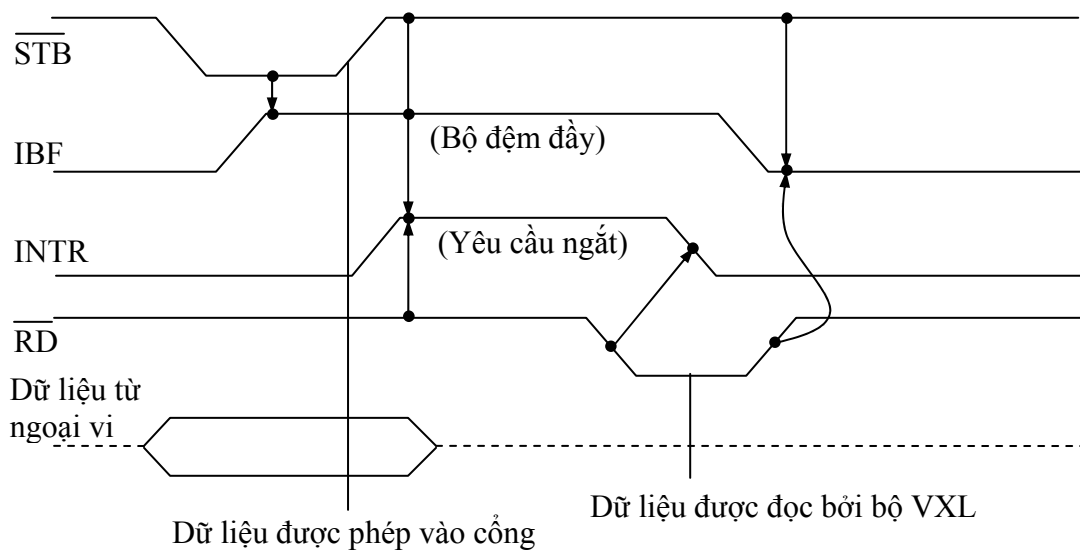 STB
IBF
(Bộ đệm đầy)
INTR
(Yêu cầu ngắt)
RD
Dữ liệu từ
ngoại vi
Dữ liệu được phép vào cổng
Dữ liệu được đọc bởi bộ VXL